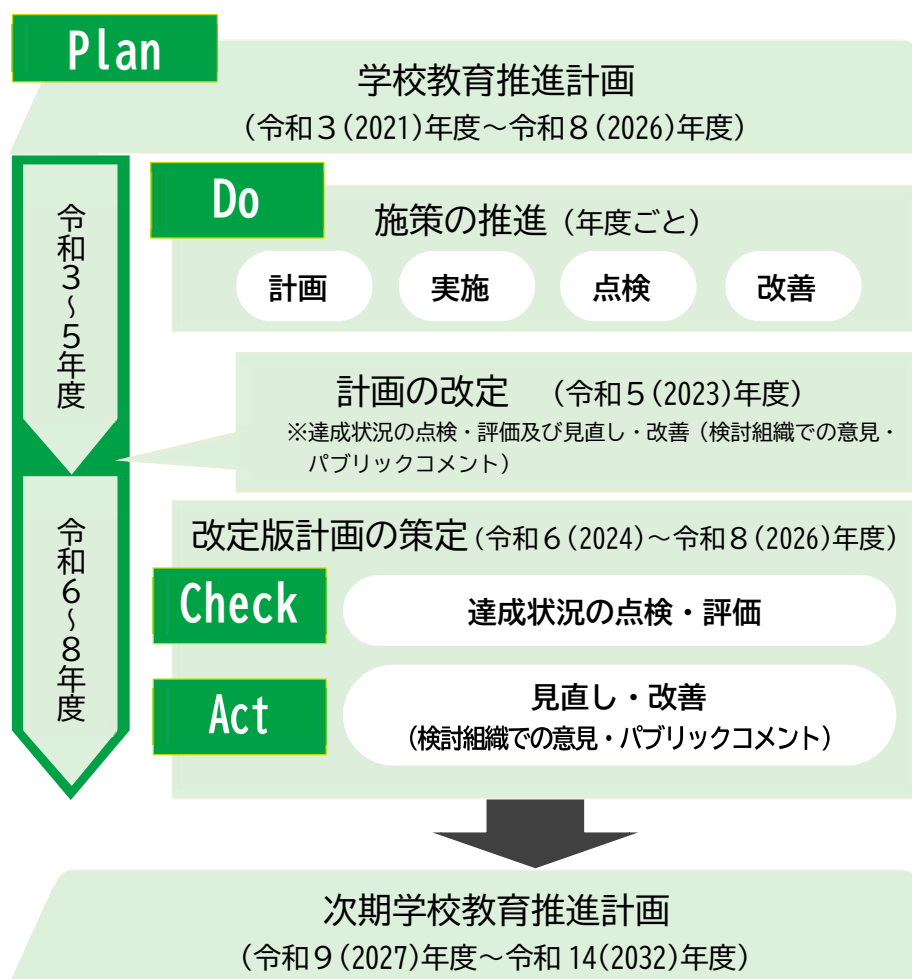 Plan
学校教育推進計画
（令和３(2021)年度～令和８(2026)年度）
令和３～５年度
Do
施策の推進（年度ごと）
計画 実施 点検 改善
計画の改定 （令和５(2023)年度）
※達成状況の点検・評価及び見直し・改善（検討組織での意見・
パブリックコメント）
令和６～８年度
改定版計画の策定(令和６(2024)～令和８(2026)年度)
Check
達成状況の点検・評価
Act
見直し・改善
（検討組織での意見・パブリックコメント）
次期学校教育推進計画
（令和９(2027)年度～令和 14(2032)年度）